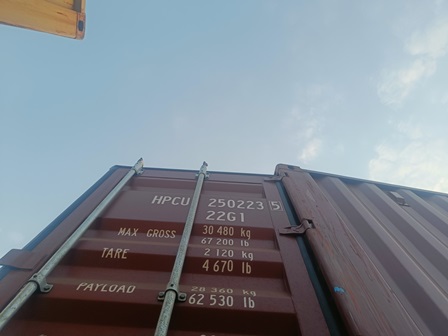 HPCU 250223 5
22G1
MAX GROSS 30 480 kg
67 200 lb
TARE 2 120 kg
4 670 lb
PAYLOAD 28 360 kg
62 530 lb